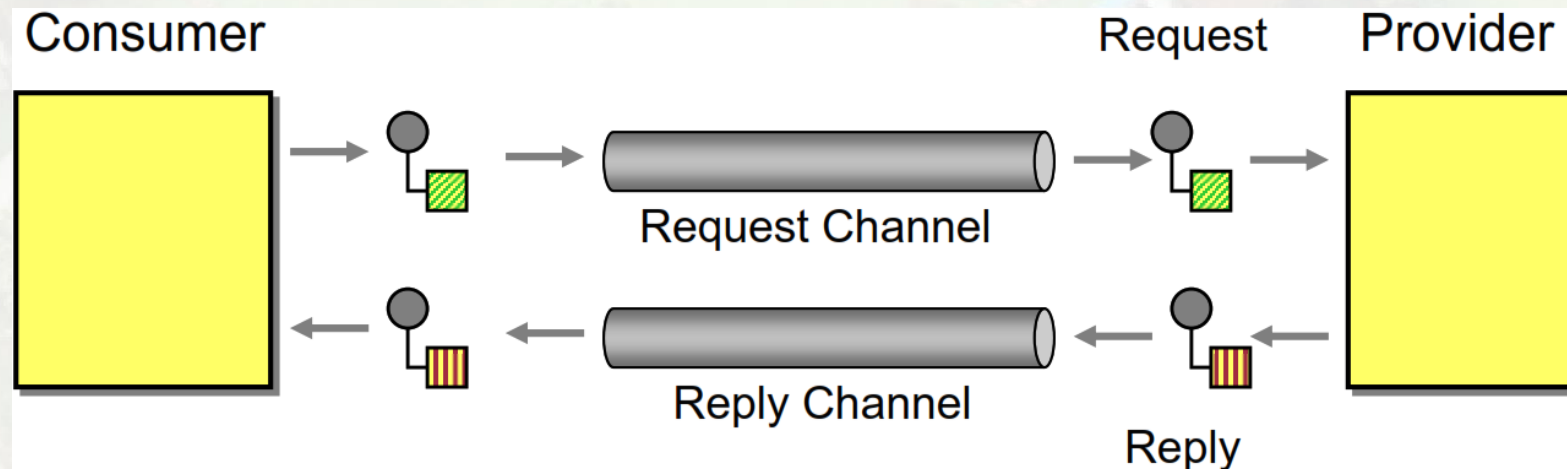 Consumer
Request
Provider
Request Channel
Reply Channel
Reply